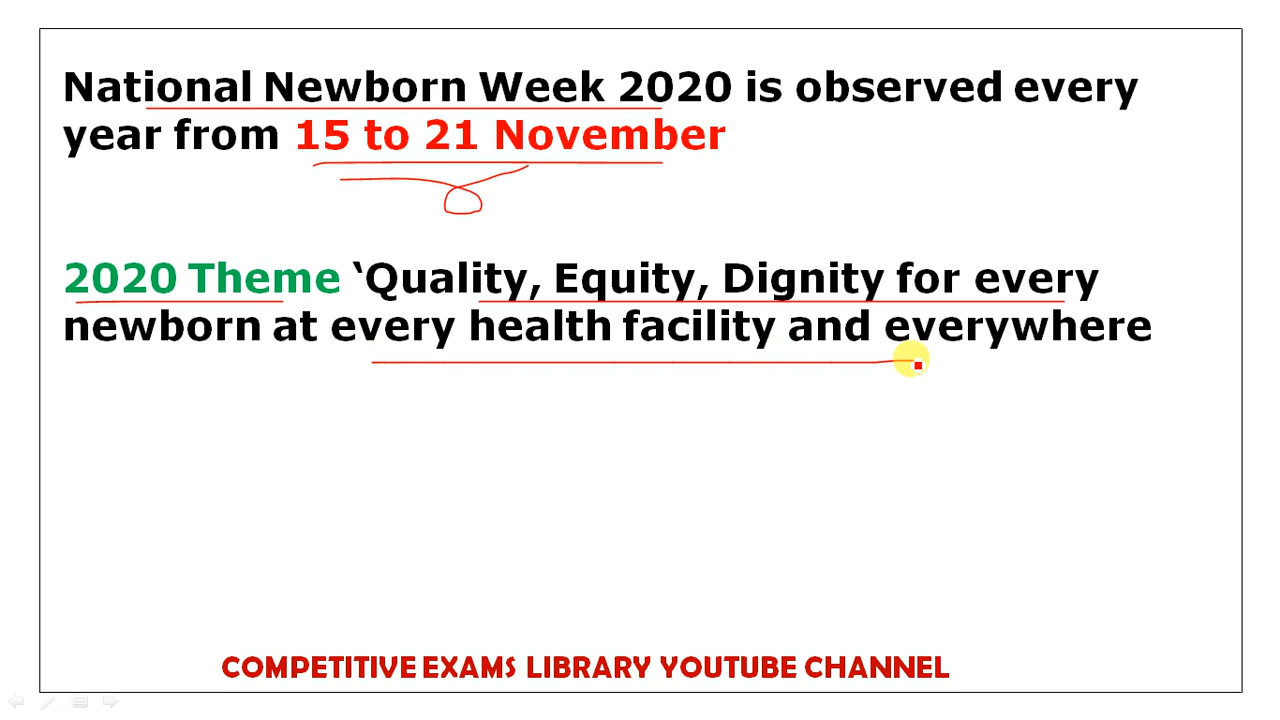 National Newborn Week 2020 is observed every
year from 15 to 21 November
2020 Theme ‘Quality, Equity, Dignity for every
newborn at every health facility and everywhere
COMPETITIVE EXAMS LIBRARY YOUTUBE CHANNEL